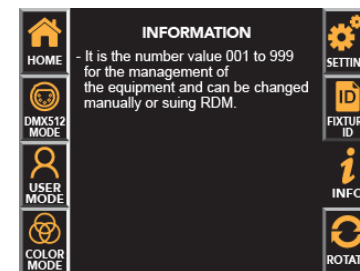 INFORMATION
- It is the number value 001 to 999
for the management of
the equipment and can be changed
manually or suing RDM.
HOME
DMX512
MODE
USER
MODE
COLOR
MODE
SETTIN
ID
FIXTUR
ID
i
INFO
ROTAT